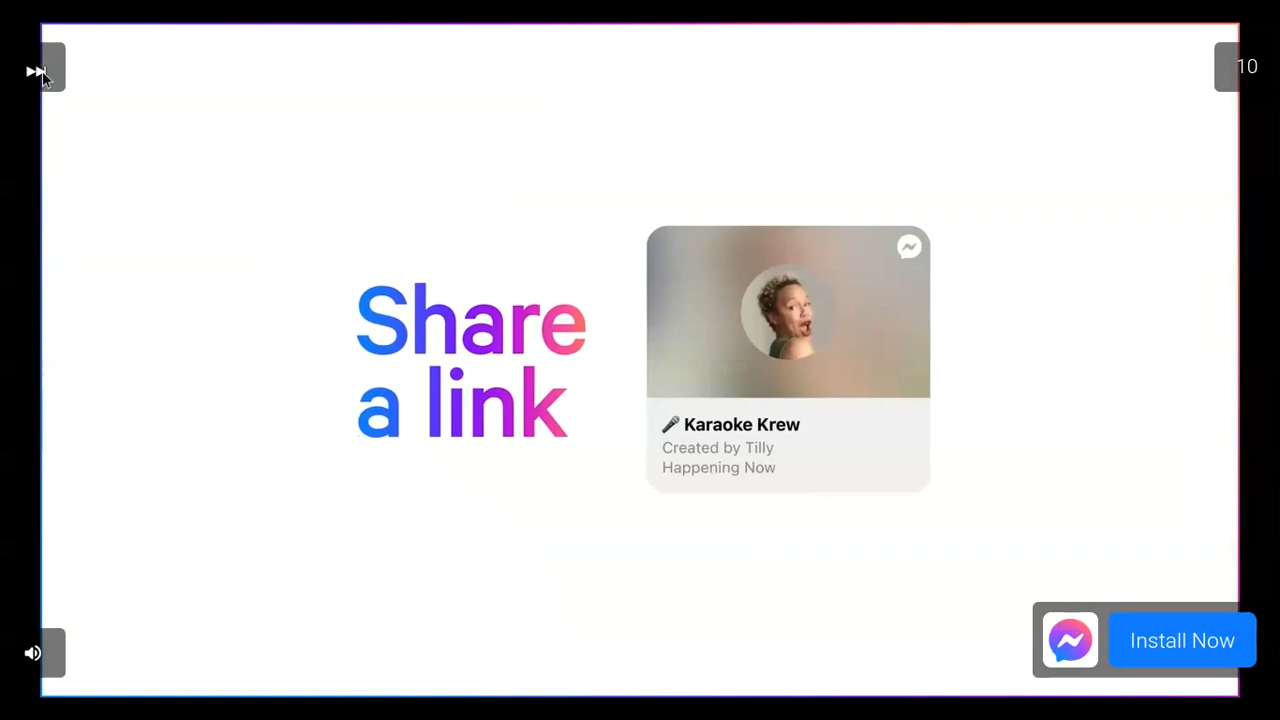 10
Share
a link
🎤 Karaoke Krew
Created by Tilly
Happening Now
Install Now